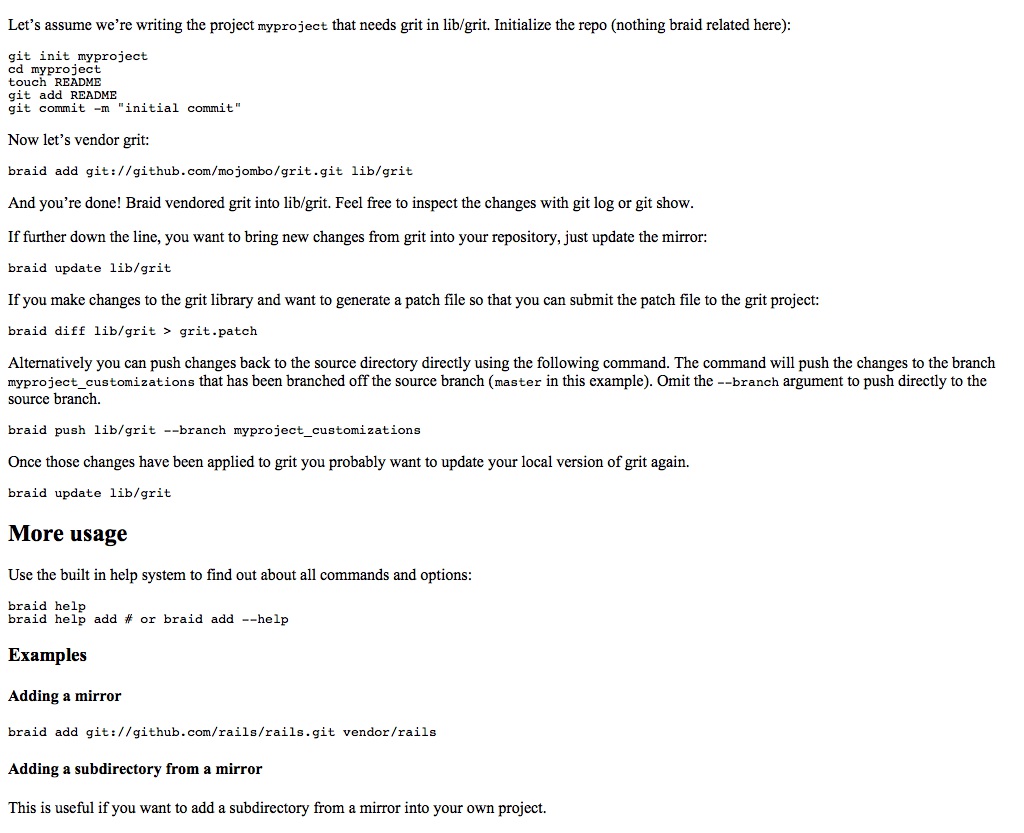 Let’s assume we’re writing the project myproject that needs grit in lib/grit. Initialize the repo (nothing braid related here):
git init myproject
cd myproject
touch README
git add README
git commit -m "initial commit"
Now let’s vendor grit:
braid add git://github.com/mojombo/grit.git lib/grit
And you’re done! Braid vendored grit into lib/grit. Feel free to inspect the changes with git log or git show.
If further down the line, you want to bring new changes from grit into your repository, just update the mirror:
braid update lib/grit
If you make changes to the grit library and want to generate a patch file so that you can submit the patch file to the grit project:
braid diff lib/grit > grit.patch
Alternatively you can push changes back to the source directory directly using the following command. The command will push the changes to the branch
myproject_customizations that has been branched off the source branch (master in this example). Omit the --branch argument to push directly to the
source branch.
braid push lib/grit --branch myproject_customizations
Once those changes have been applied to grit you probably want to update your local version of grit again.
braid update lib/grit
More usage
Use the built in help system to find out about all commands and options:
braid help
braid help add # or braid add --help
Examples
Adding a mirror
braid add git://github.com/rails/rails.git vendor/rails
Adding a subdirectory from a mirror
This is useful if you want to add a subdirectory from a mirror into your own project.